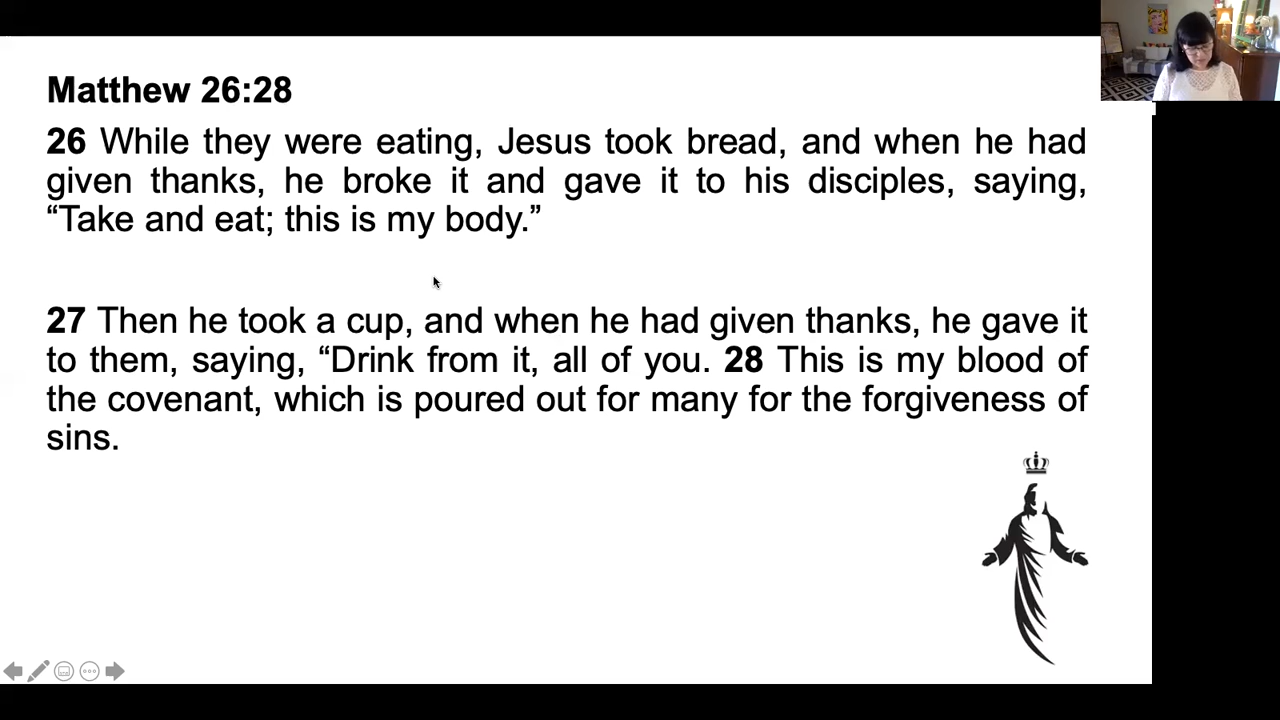 Matthew 26:28
26 While they were eating, Jesus took bread, and when he had
given thanks, he broke it and gave it to his disciples, saying,
“Take and eat; this is my body.”
27 Then he took a cup, and when he had given thanks, he gave it
to them, saying, “Drink from it, all of you. 28 This is my blood of
the covenant, which is poured out for many for the forgiveness of
sins.